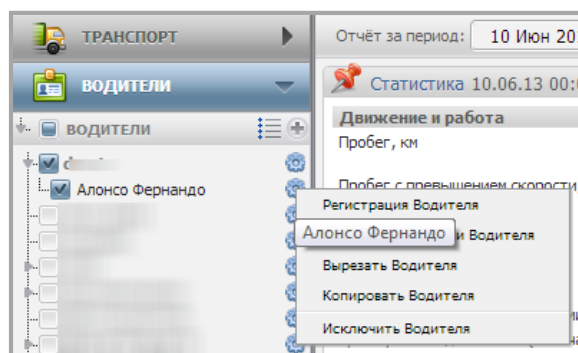 ТРАНСПОРТ
ВОДИТЕЛИ
ВОДИТЕЛИ
Алонсо Фернандо
Отчёт за период: 10 Июн 20
Статистика 10.06.13 00:
Движение и работа
Пробег, км
Пробег с превышением скорости
Регистрация Водителя
Алонсо Фернандо
и Водителя
Вырезать Водителя
Копировать Водителя
Исключить Водителя